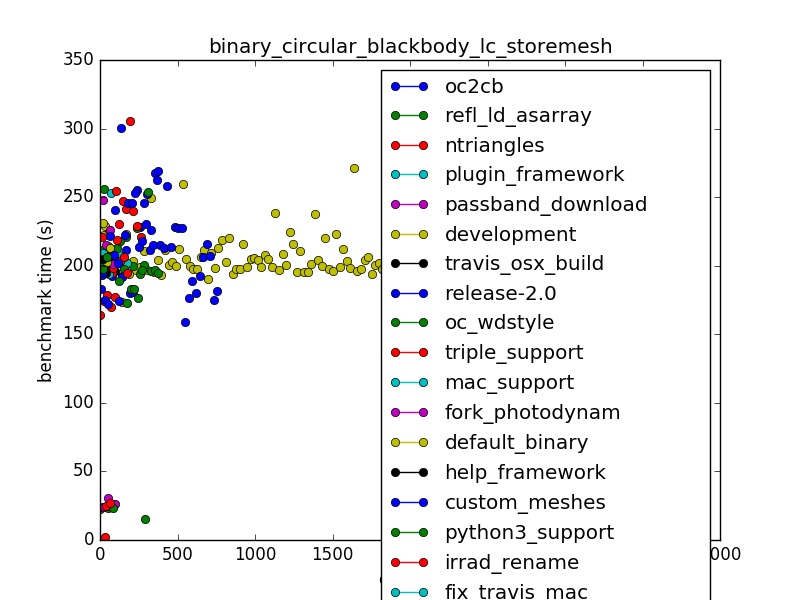 binary_circular_blackbody_lc_storemesh
350
300
250
200
150
100
50
0
benchmark time (s)
0
500
1000
1500
000
oc2cb
refl_ld_asarray
ntriangles
plugin_framework
passband_download
development
travis_osx_build
release-2.0
oc_wdstyle
triple_support
mac_support
fork_photodynam
default_binary
help_framework
custom_meshes
python3_support
irrad_rename
fix_travis_mac